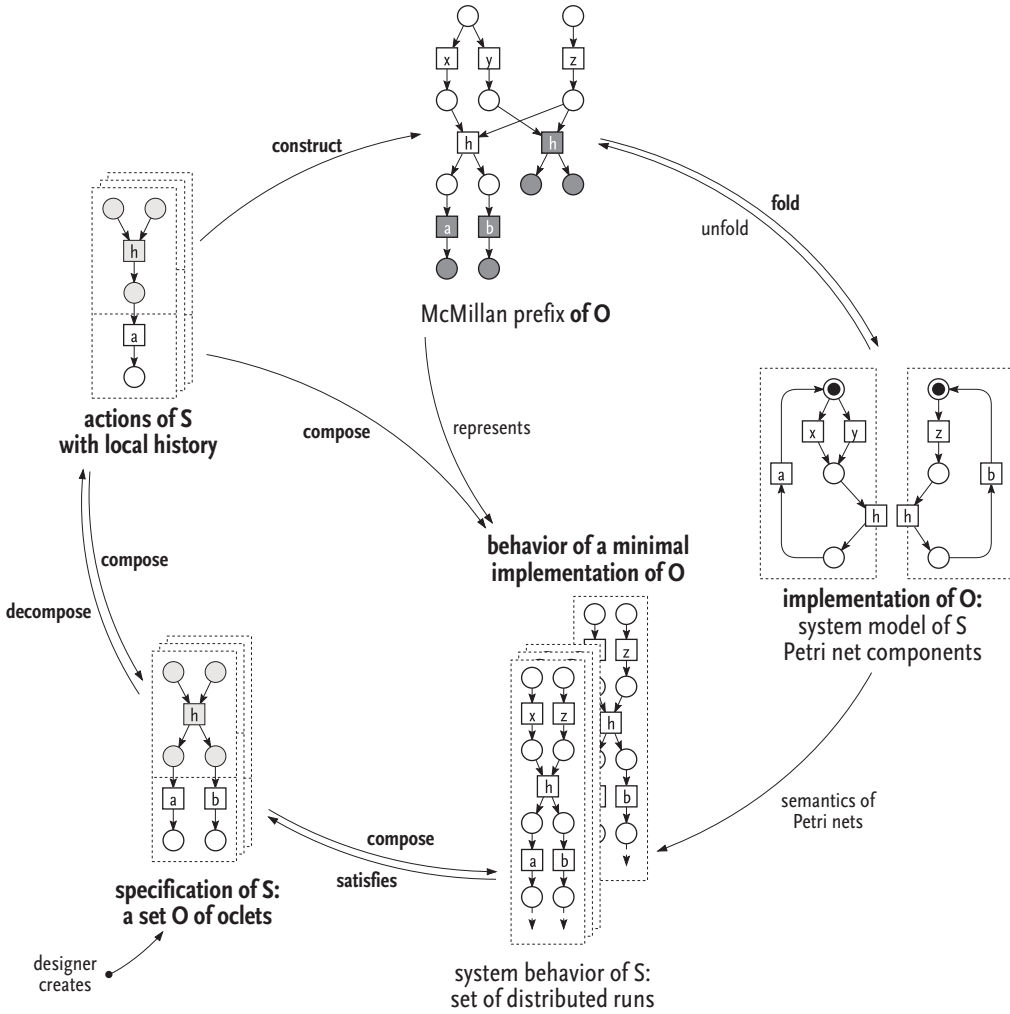 x
y
z
h
h
a
b
McMillan prefix of O
construct
fold
unfold
h
a
actions of S
with local history
compose
represents
x
y
z
a
b
h
h
implementation of O:
system model of S
Petri net components
behavior of a minimal
implementation of O
compose
decompose
h
a
b
specification of S:
a set O of oclets
designer
creates
compose
satisfies
z
h
b
x
z
h
a
b
system behavior of S:
set of distributed runs
semantics of
Petri nets